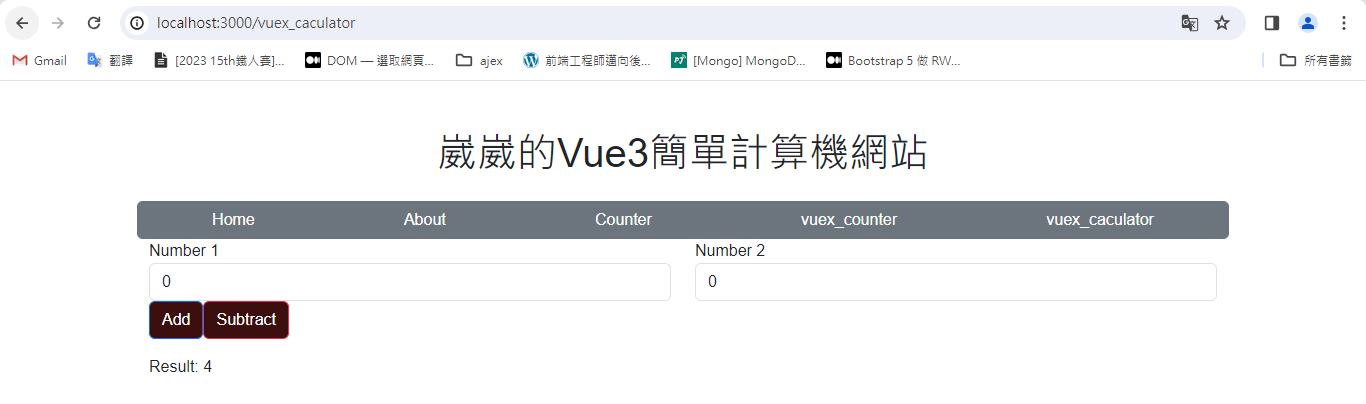 localhost:3000/vuex_caculator
Gmail 翻譯 [2023 15th鐵人賽]... DOM — 選取網頁... ajex 前端工程師邁向後... [Mongo] MongoD... Bootstrap 5 做 RW... 所有書籤
崴崴的Vue3簡單計算機網站
Home About Counter vuex_counter vuex_caculator
Number 1 Number 2
0 0
Add Subtract
Result: 4